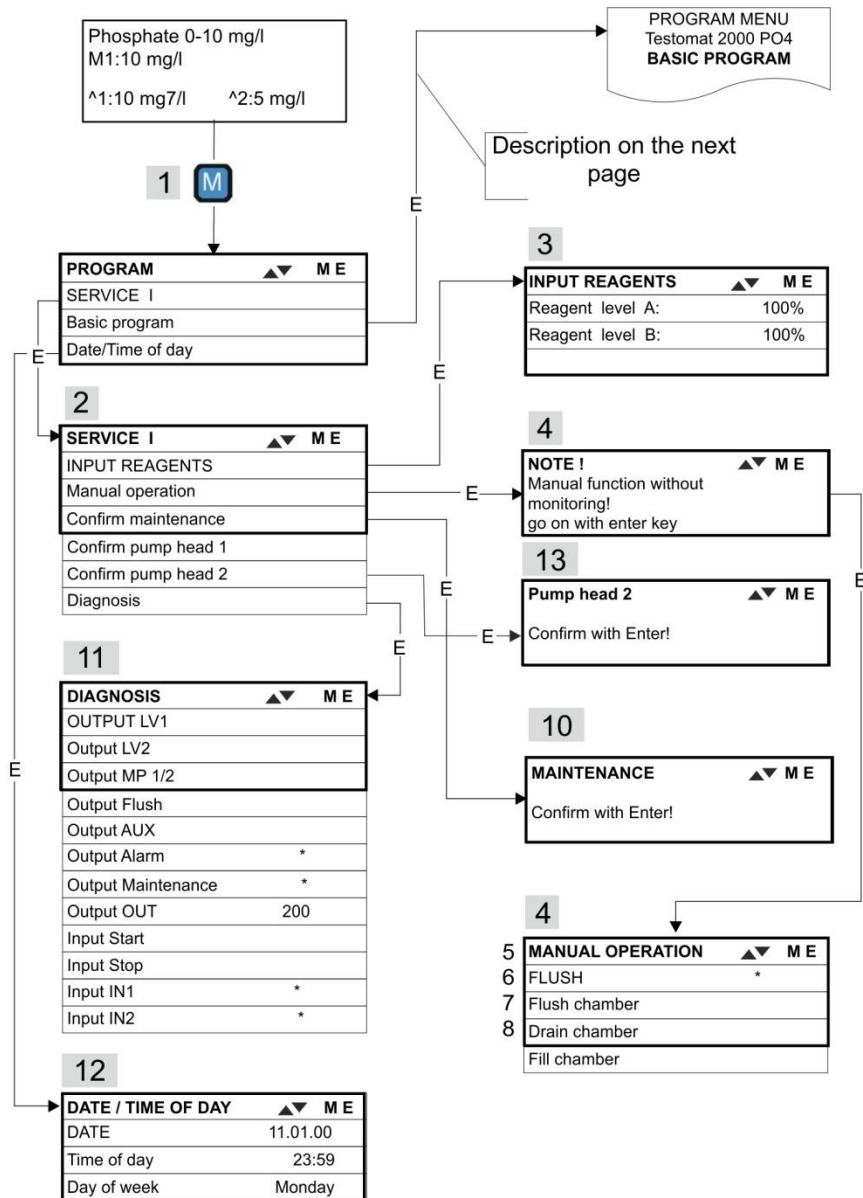 Phosphate 0-10 mg/l
M1:10 mg/l
^1:10 mg7/l ^2:5 mg/l
PROGRAM MENU
Testomat 2000 PO4
BASIC PROGRAM
Description on the next
page
1
M
E
PROGRAM ▲▼ M E
SERVICE I
Basic program
Date/Time of day
E
3
INPUT REAGENTS ▲▼ M E
Reagent level A: 100%
Reagent level B: 100%
E
2
SERVICE I ▲▼ M E
INPUT REAGENTS
Manual operation
Confirm maintenance
Confirm pump head 1
Confirm pump head 2
Diagnosis
E
4
NOTE ! ▲▼ M E
Manual function without
monitoring!
go on with enter key
E
E
13
Pump head 2 ▲▼ M E
Confirm with Enter!
E
E
11
DIAGNOSIS ▲▼ M E
OUTPUT LV1
Output LV2
Output MP 1/2
Output Flush
Output AUX
Output Alarm *
Output Maintenance *
Output OUT 200
Input Start
Input Stop
Input IN1 *
Input IN2 *
E
10
MAINTENANCE ▲▼ M E
Confirm with Enter!
4
5 MANUAL OPERATION ▲▼ M E
6 FLUSH *
7 Flush chamber
8 Drain chamber
Fill chamber
12
DATE / TIME OF DAY ▲▼ M E
DATE 11.01.00
Time of day 23:59
Day of week Monday